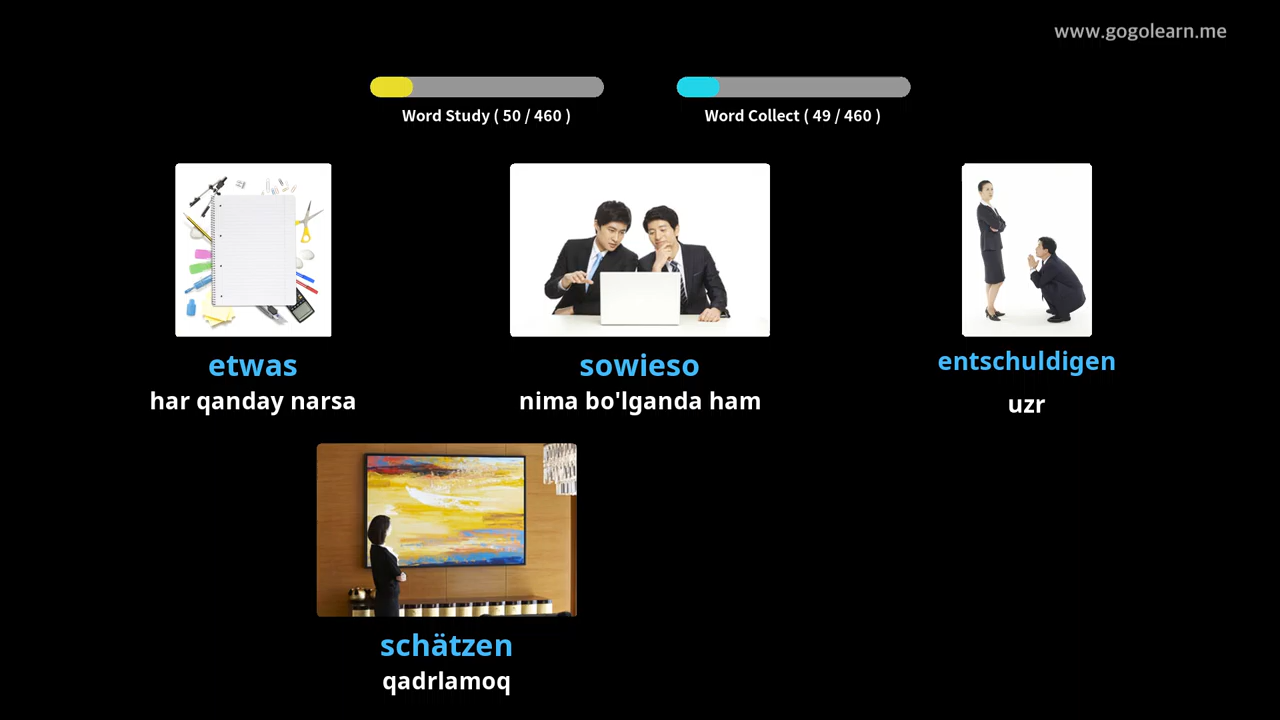 www.gogolearn.me
Word Study ( 50 / 460 )
Word Collect ( 49 / 460 )
etwas
har qanday narsa
sowieso
nima bo'lganda ham
entschuldigen
uzr
schätzen
qadrlamoq